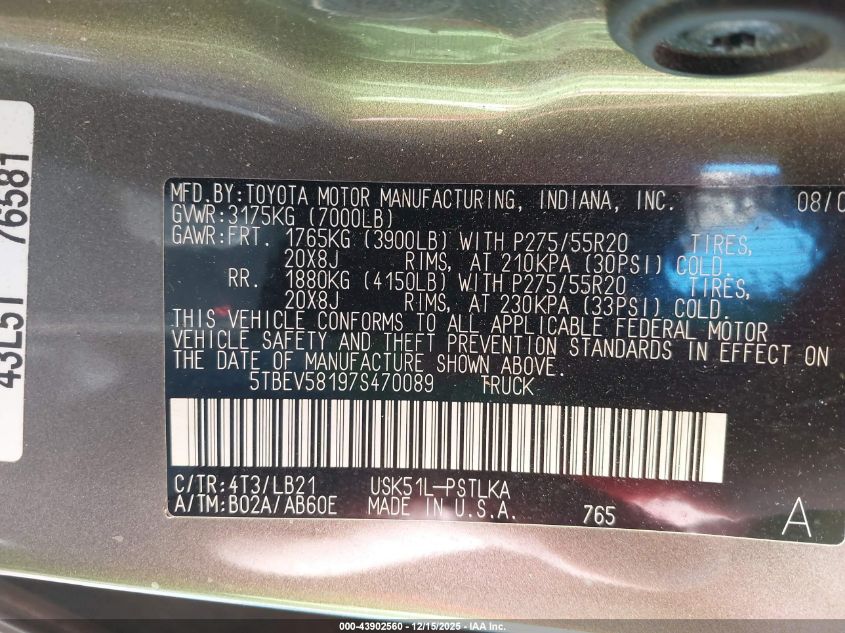 43L51 76581
MFD.BY:TOYOTA MOTOR MANUFACTURING, INDIANA, INC. 08/0
GVWR:3175KG (7000LB)
GAWR:FRT. 1765KG (3900LB) WITH P275/55R20 TIRES,
20X8J RIMS, AT 210KPA (30PSI) COLD.
RR. 1880KG (4150LB) WITH P275/55R20 TIRES,
20X8J RIMS, AT 230KPA (33PSI) COLD.
THIS VEHICLE CONFORMS TO ALL APPLICABLE FEDERAL MOTOR
VEHICLE SAFETY AND THEFT PREVENTION STANDARDS IN EFFECT ON
THE DATE OF MANUFACTURE SHOWN ABOVE.
5TBEV58197S470089 TRUCK
C/TR:4T3/LB21 USK51L-PSTLKA
A/TM:B02A/AB60E MADE IN U.S.A. 765 A
000-43902560 - 12/15/2025 - IAA Inc.